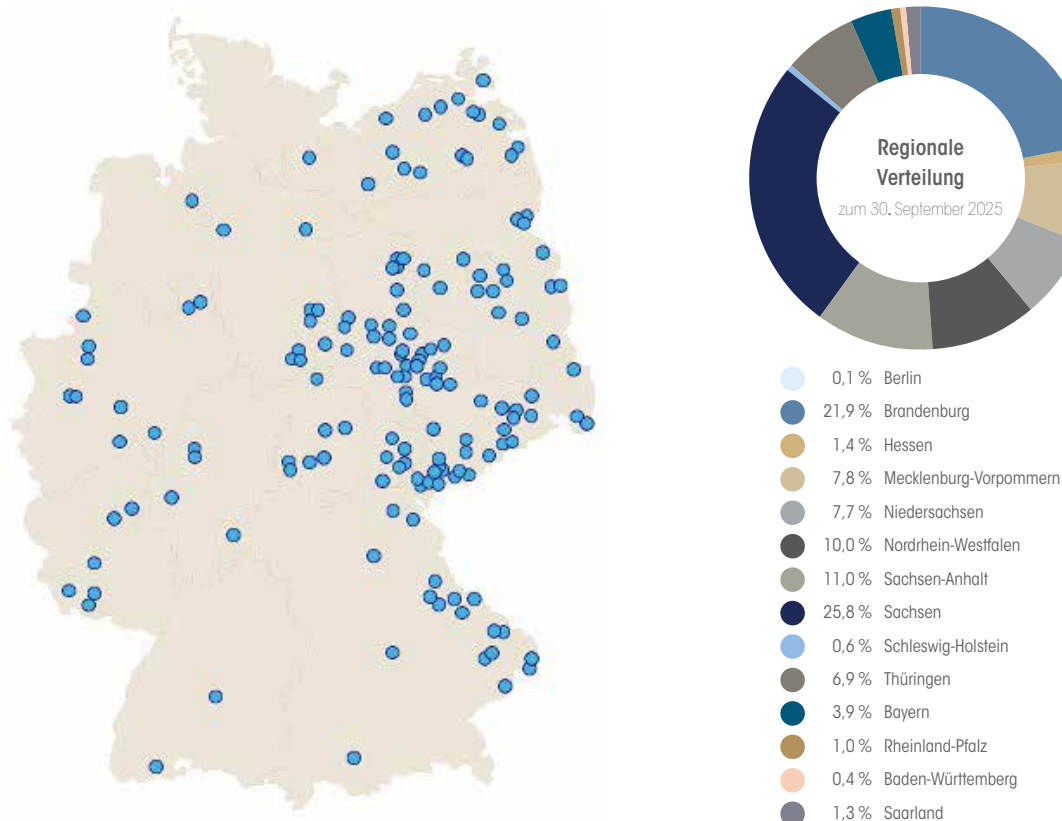 Regionale
Verteilung
zum 30. September 2025
0,1 % Berlin
21,9 % Brandenburg
1,4 % Hessen
7,8 % Mecklenburg-Vorpommern
7,7 % Niedersachsen
10,0 % Nordrhein-Westfalen
11,0 % Sachsen-Anhalt
25,8 % Sachsen
0,6 % Schleswig-Holstein
6,9 % Thüringen
3,9 % Bayern
1,0 % Rheinland-Pfalz
0,4 % Baden-Württemberg
1,3 % Saarland